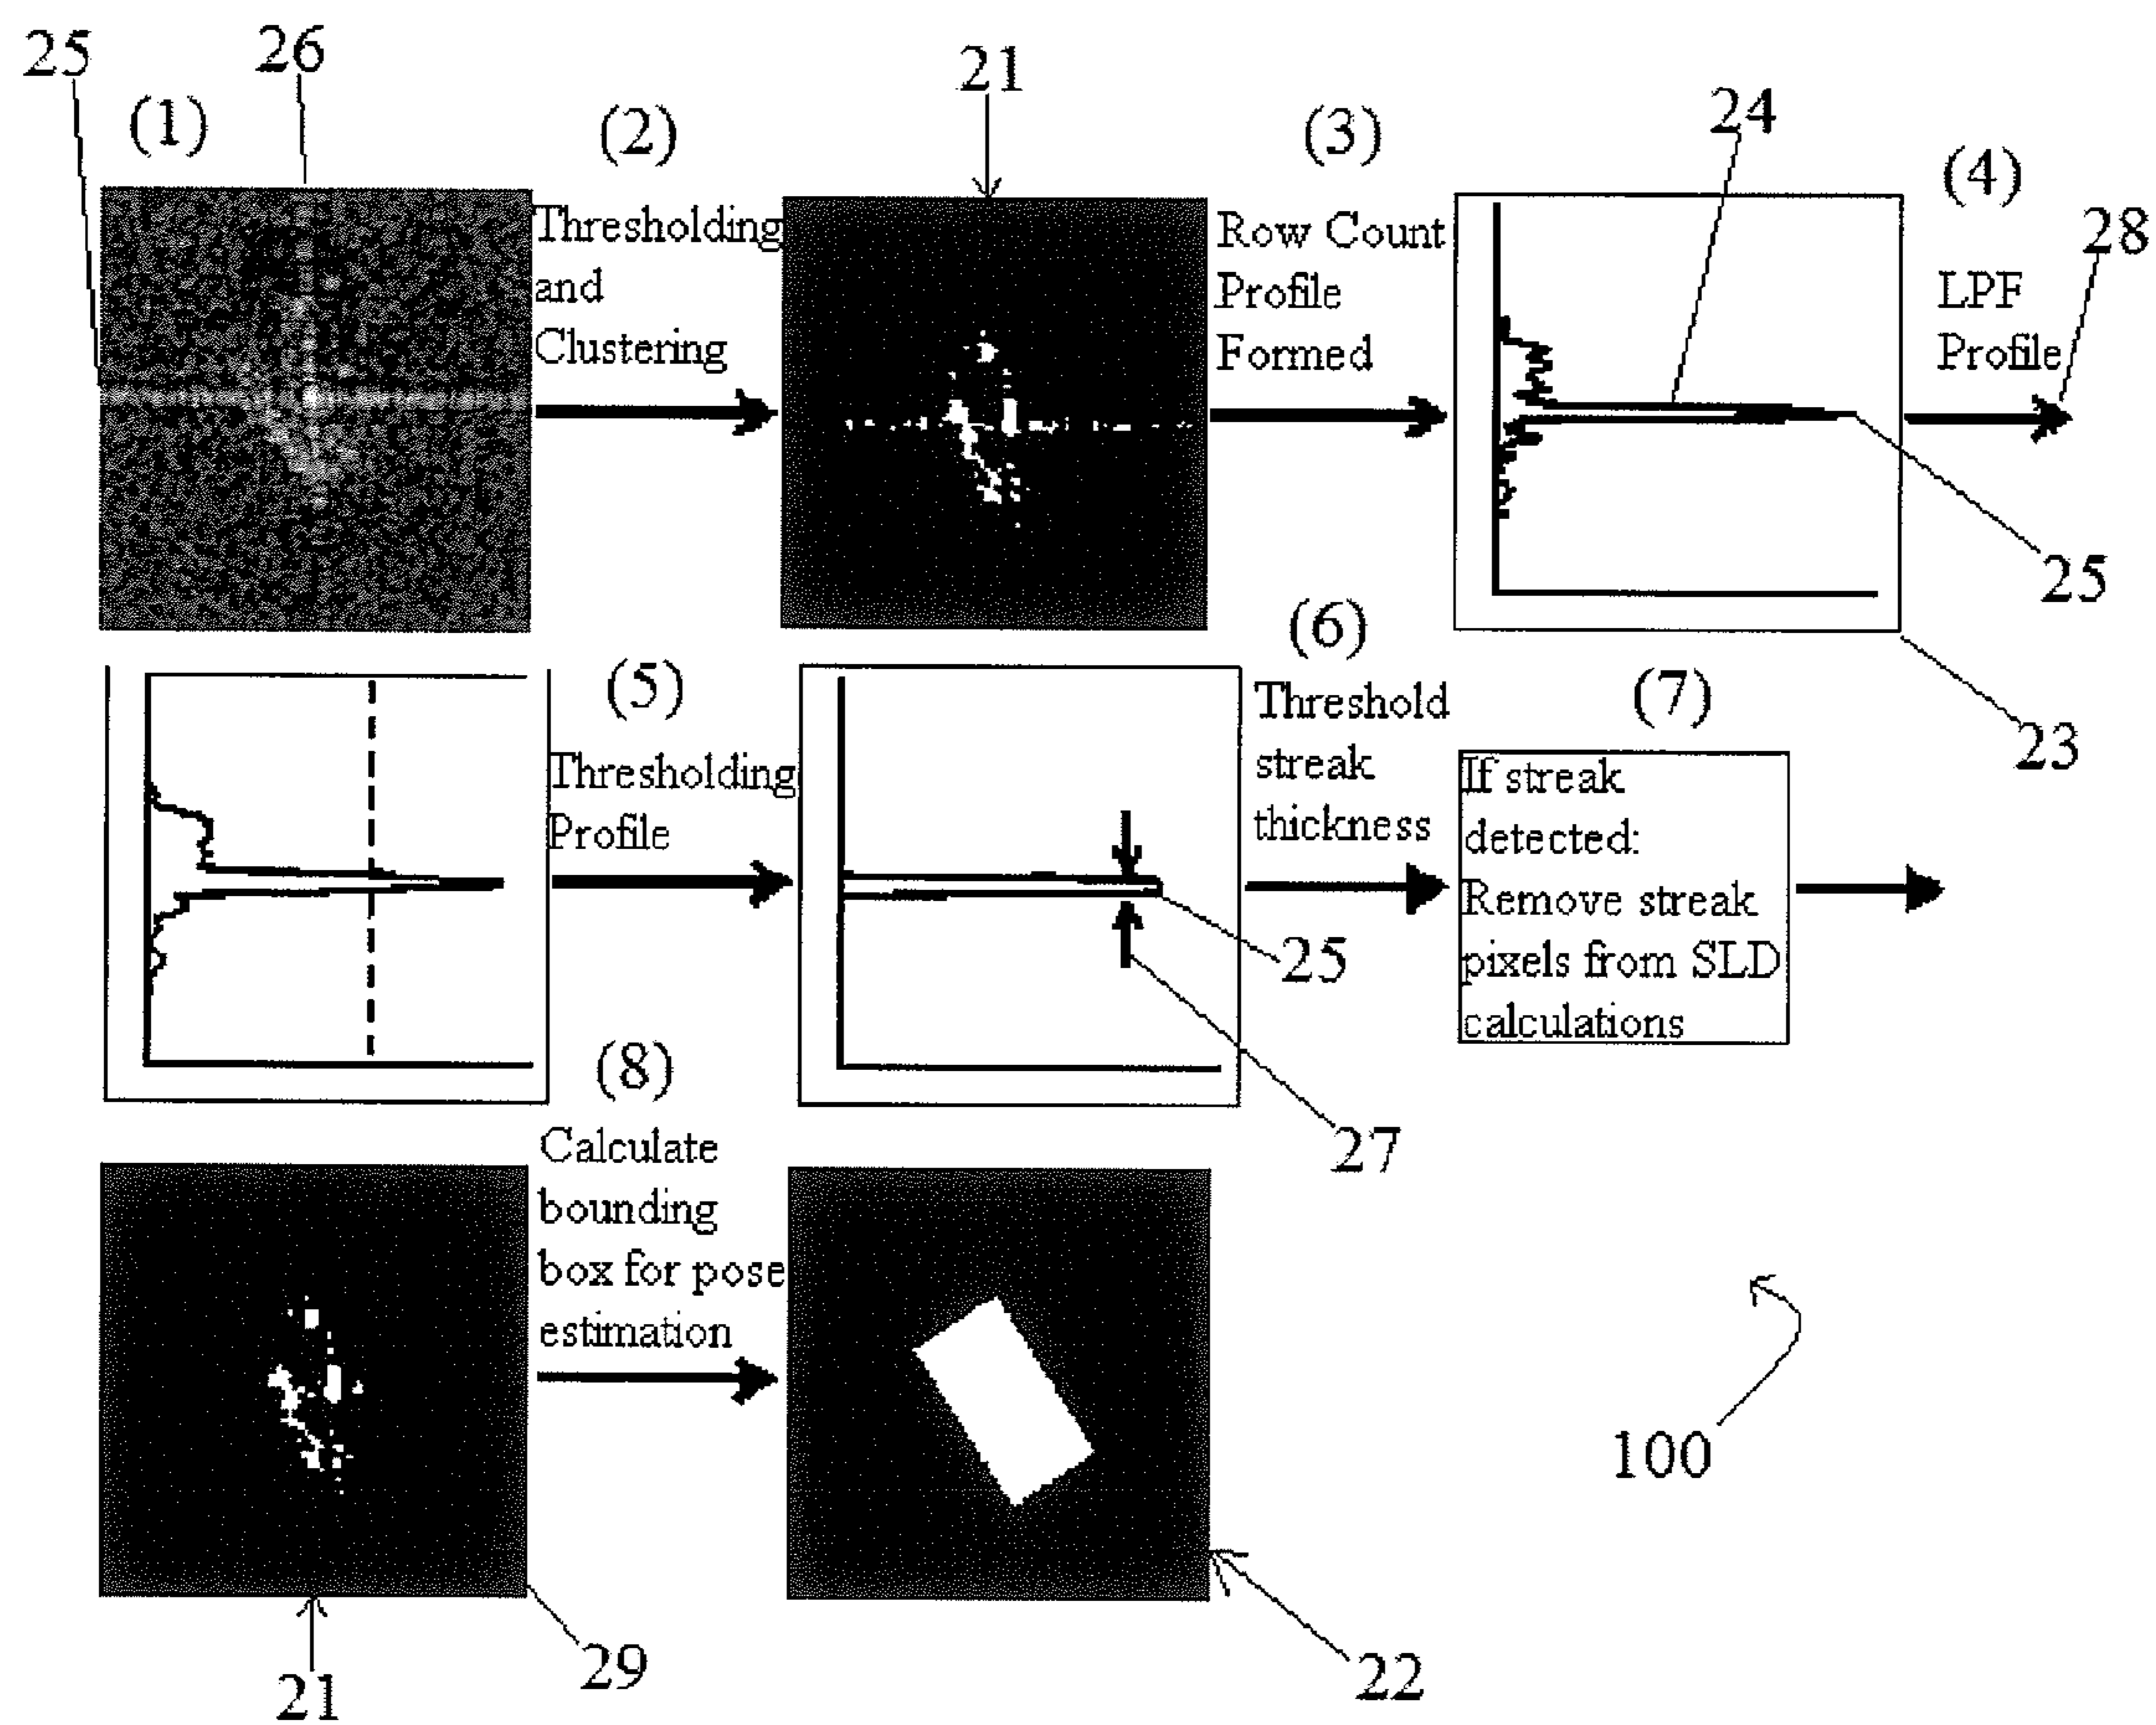 25
26
(1)
(2)
Thresholding
and
Clustering
21
(3)
Row Count
Profile
Formed
24
(4)
28
LPF
Profile
25
23
(5)
Thresholding
Profile
25
27
(6)
Threshold
streak
thickness
(7)
If streak
detected:
Remove streak
pixels from SLD
calculations
(8)
Calculate
bounding
box for pose
estimation
21
29
22
100